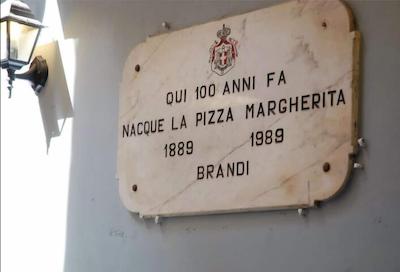 QUI 100 ANNI FA
NACQUE LA PIZZA MARGHERITA
1889 1989
BRANDI